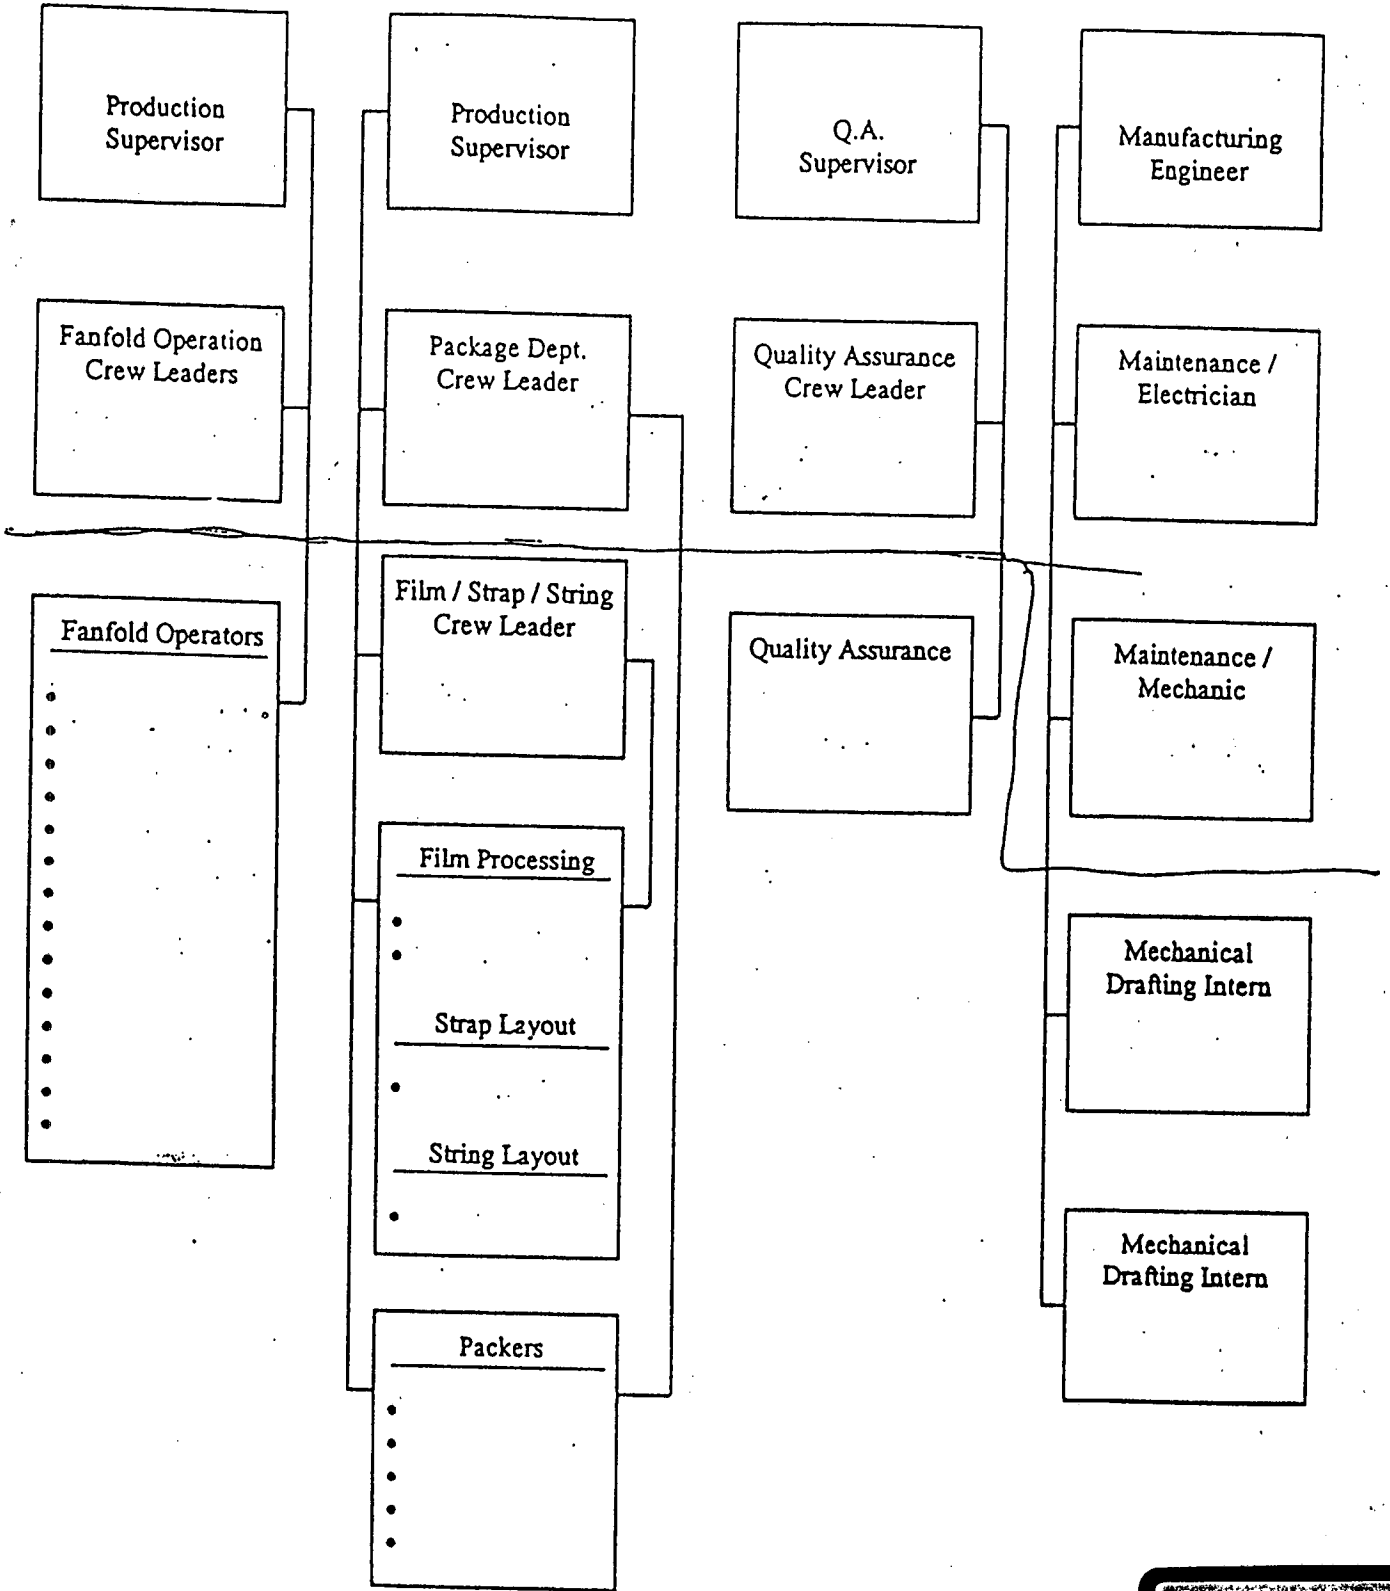 Production
Supervisor
Production
Supervisor
Q.A.
Supervisor
Manufacturing
Engineer
Fanfold Operation
Crew Leaders
Package Dept.
Crew Leader
Quality Assurance
Crew Leader
Maintenance /
Electrician
Fanfold Operators
Film / Strap / String
Crew Leader
Quality Assurance
Maintenance /
Mechanic
Film Processing
Strap Layout
String Layout
Mechanical
Drafting Intern
Mechanical
Drafting Intern
Packers